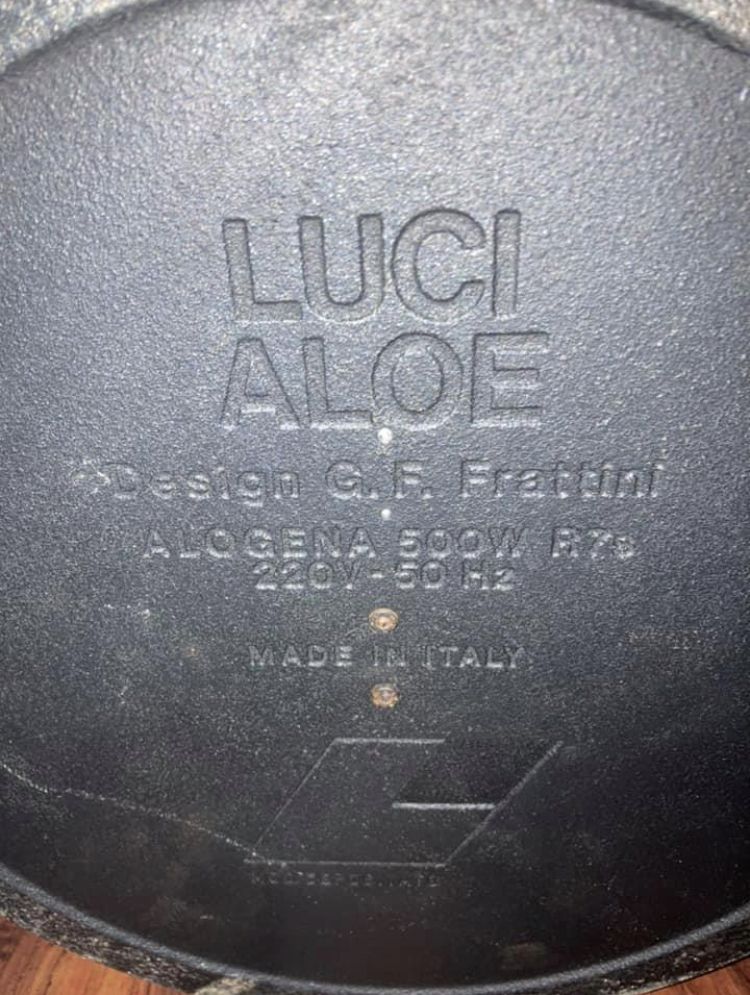 LUCI
ALOE
Design G.F. Frattini
ALOGENA 500W R7s
220V-50 Hz
MADE IN ITALY